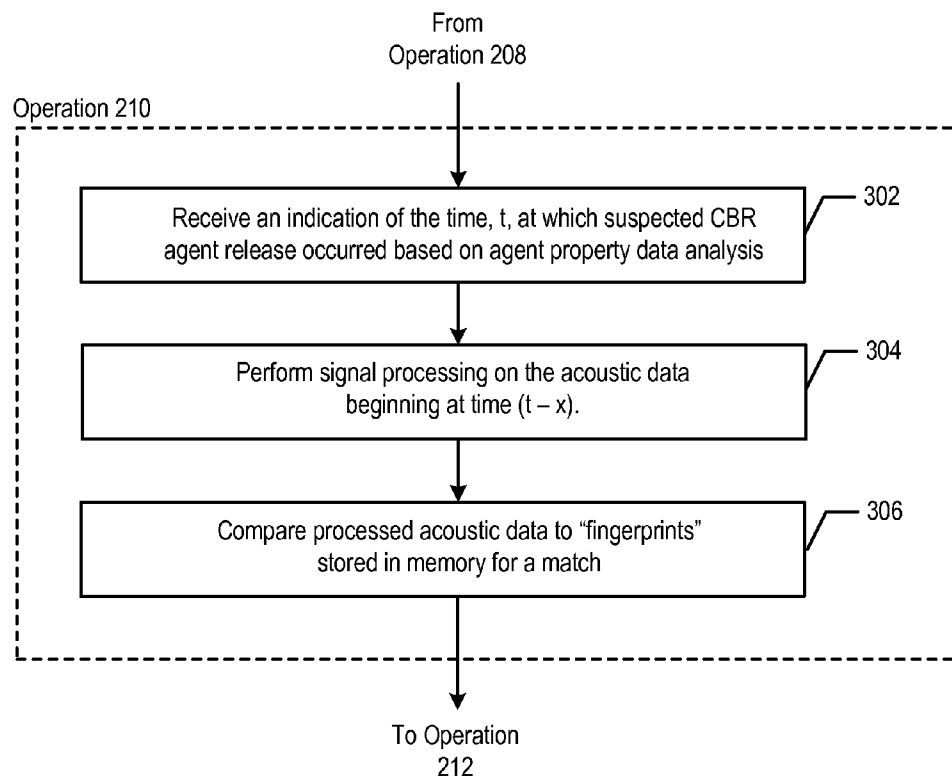 From
Operation 208
Operation 210
Receive an indication of the time, t, at which suspected CBR
agent release occurred based on agent property data analysis
302
Perform signal processing on the acoustic data
beginning at time (t – x).
304
Compare processed acoustic data to “fingerprints”
stored in memory for a match
306
To Operation
212